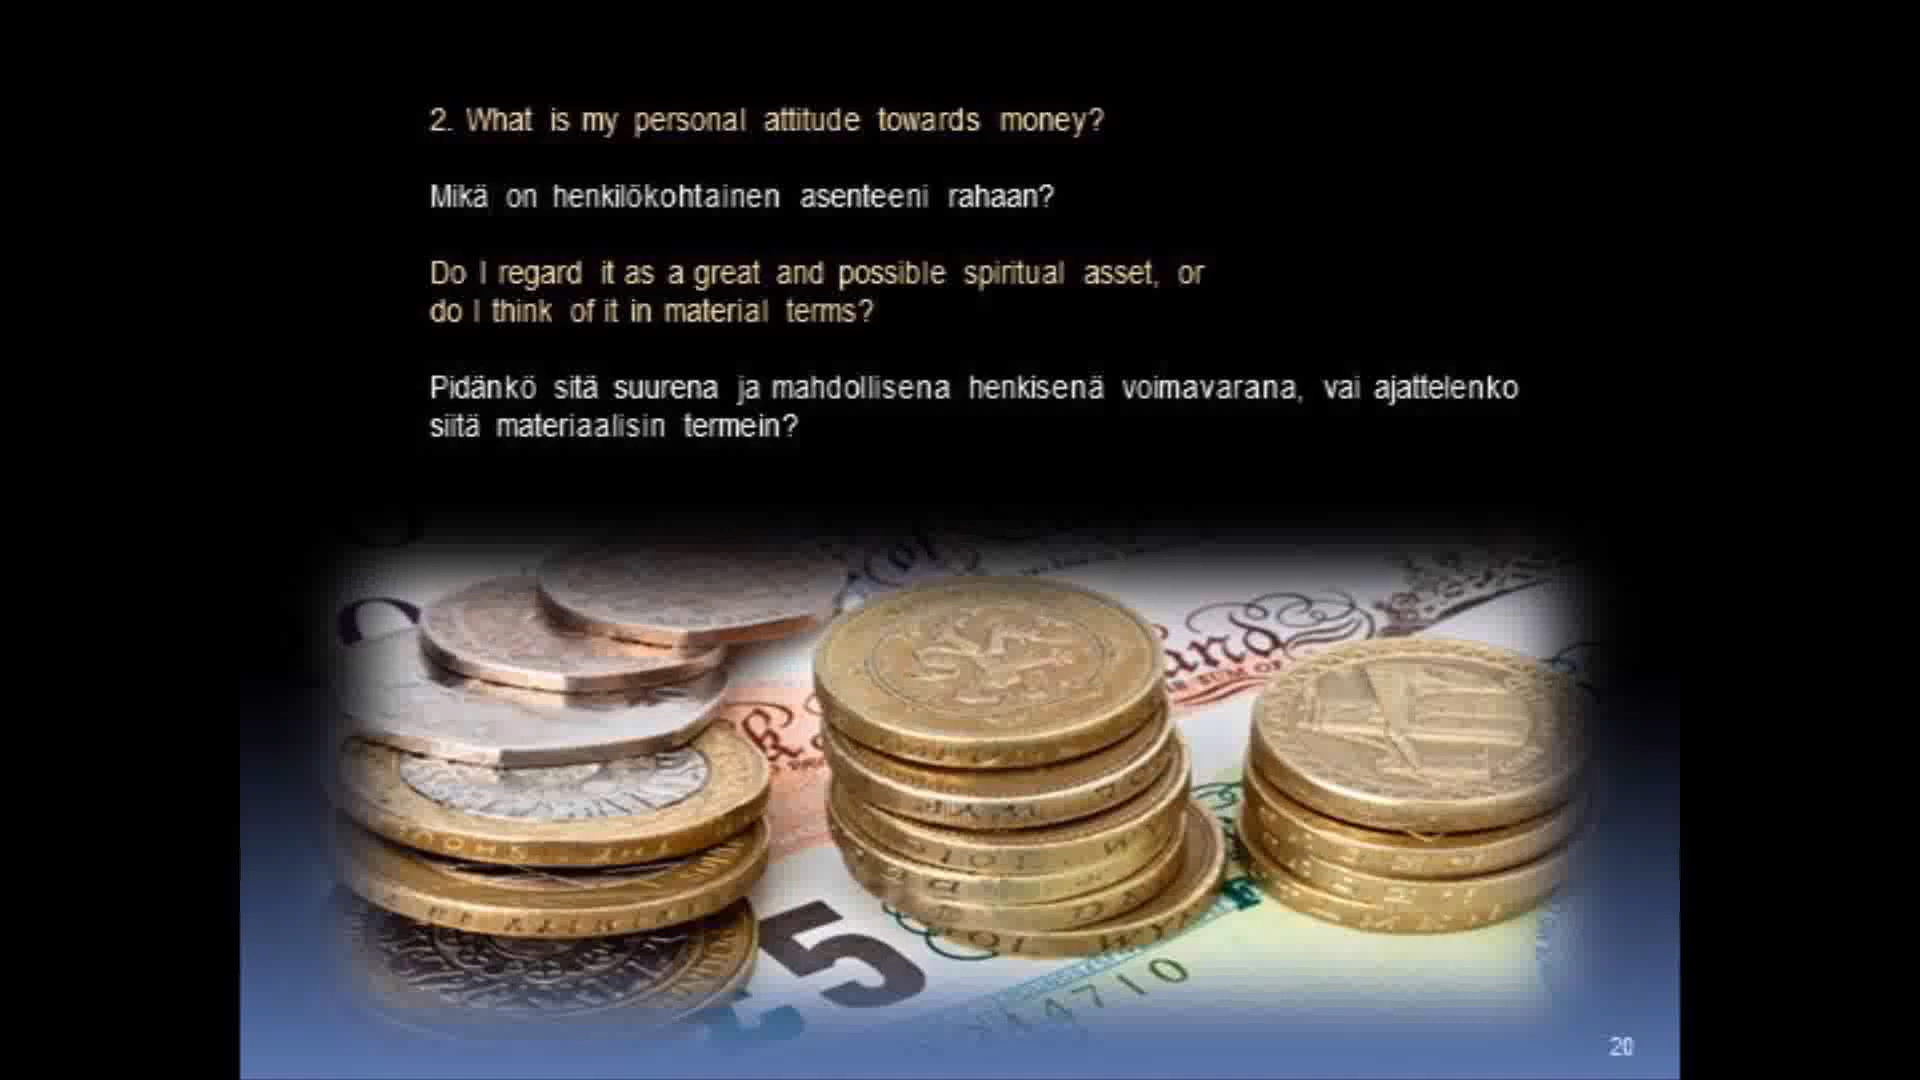 2. What is my personal attitude towards money?
Mikä on henkilökohtainen asenteeni rahaan?
Do I regard it as a great and possible spiritual asset, or
do I think of it in material terms?
Pidänkö sitä suurena ja mahdollisena henkisenä voimavarana, vai ajattelenko
siitä materiaalisin termein?
£5
4710
20